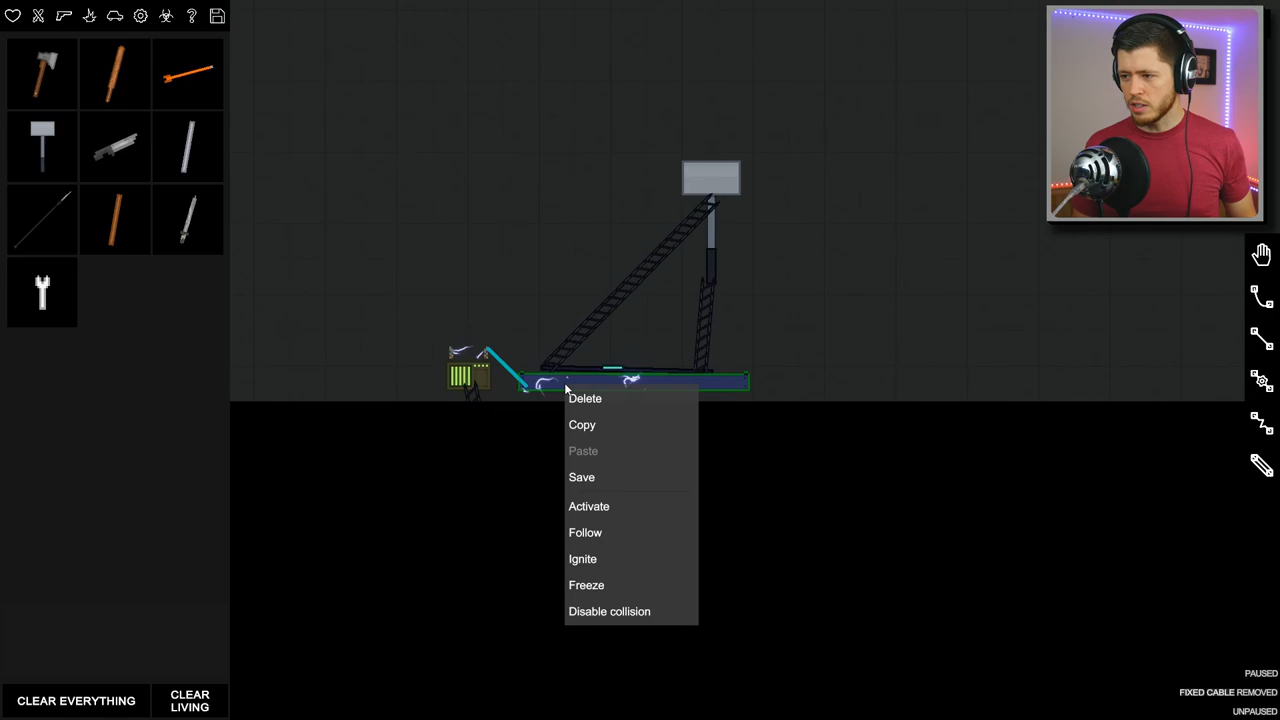 Delete
Copy
Paste
Save
Activate
Follow
Ignite
Freeze
Disable collision
PAUSED
FIXED CABLE REMOVED
UNPAUSED
CLEAR EVERYTHING
CLEAR
LIVING